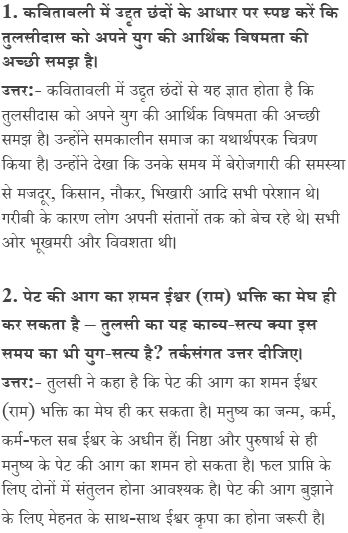 1. कवितावली में उद्दृत छंदों के आधार पर स्पष्ट करें कि
तुलसीदास को अपने युग की आर्थिक विषमता की
अच्छी समझ है।
उत्तर:- कवितावली में उद्दृत छंदों से यह ज्ञात होता है कि
तुलसीदास को अपने युग की आर्थिक विषमता की अच्छी
समझ है। उन्होंने समकालीन समाज का यथार्थपरक चित्रण
किया है। उन्होंने देखा कि उनके समय में बेरोजगारी की समस्या
से मजदूर, किसान, नौकर, भिखारी आदि सभी परेशान थे।
गरीबी के कारण लोग अपनी संतानों तक को बेच रहे थे। सभी
ओर भूखमरी और विवशता थी।
2. पेट की आग का शमन ईश्वर (राम) भक्ति का मेघ ही
कर सकता है – तुलसी का यह काव्य-सत्य क्या इस
समय का भी युग-सत्य है? तर्कसंगत उत्तर दीजिए।
उत्तर:- तुलसी ने कहा है कि पेट की आग का शमन ईश्वर
(राम) भक्ति का मेघ ही कर सकता है। मनुष्य का जन्म, कर्म,
कर्म-फल सब ईश्वर के अधीन हैं। निष्ठा और पुरुषार्थ से ही
मनुष्य के पेट की आग का शमन हो सकता है। फल प्राप्ति के
लिए दोनों में संतुलन होना आवश्यक है। पेट की आग बुझाने
के लिए मेहनत के साथ-साथ ईश्वर कृपा का होना जरूरी है।